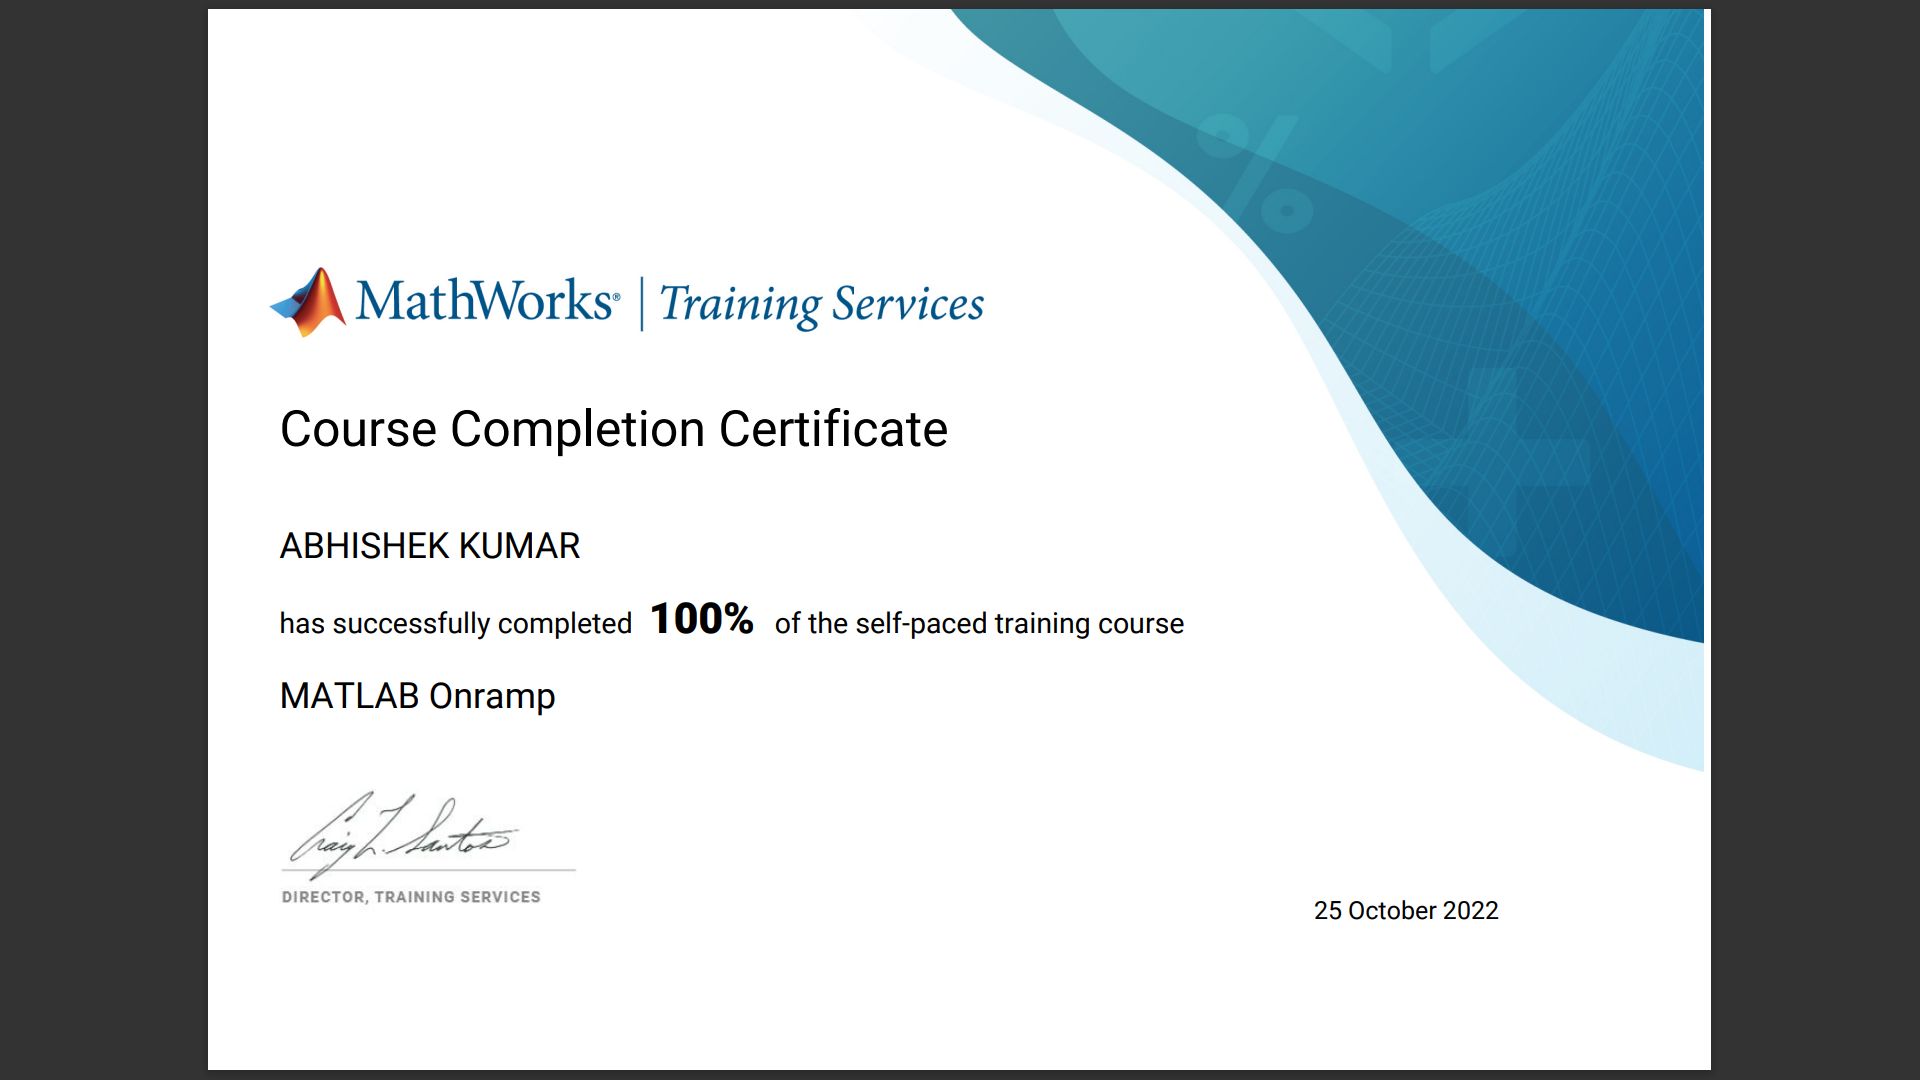 MathWorks® | Training Services
Course Completion Certificate
ABHISHEK KUMAR
has successfully completed 100% of the self-paced training course
MATLAB Onramp
Craig L. Santos
DIRECTOR, TRAINING SERVICES
25 October 2022